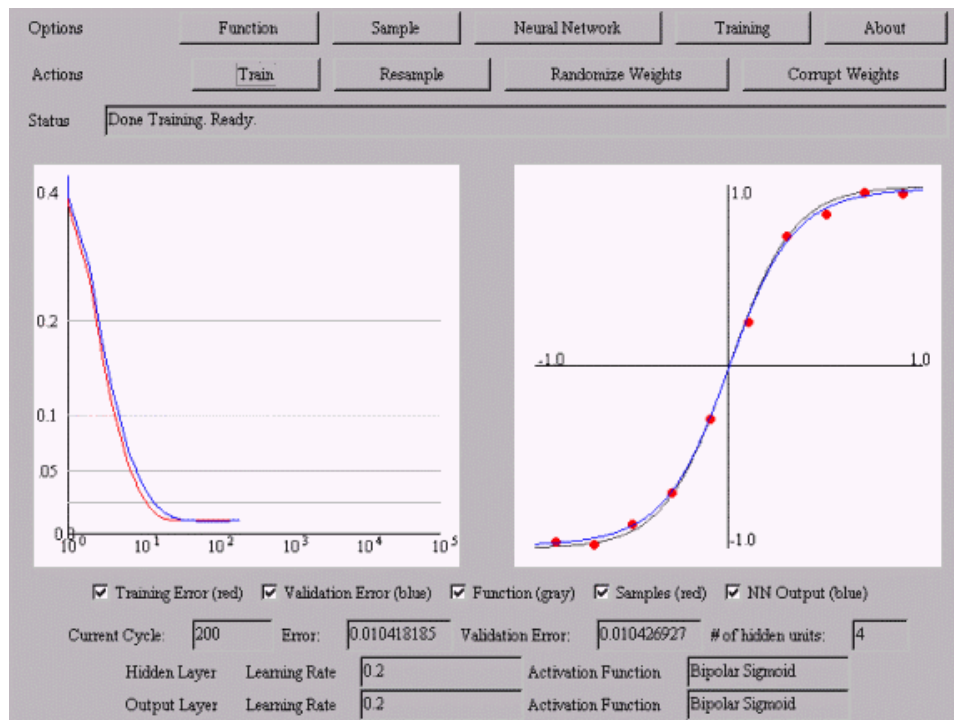 Options Function Sample Neural Network Training About
Actions Train Resample Randomize Weights Corrupt Weights
Status Done Training. Ready.
0.4
0.2
0.1
.05
0.0
10^0 10^1 10^2 10^3 10^4 10^5
1.0
-1.0 1.0
-1.0
Training Error (red) Validation Error (blue) Function (gray) Samples (red) NN Output (blue)
Current Cycle: 200 Error: 0.010418185 Validation Error: 0.010426927 # of hidden units: 4
Hidden Layer Learning Rate 0.2 Activation Function Bipolar Sigmoid
Output Layer Learning Rate 0.2 Activation Function Bipolar Sigmoid